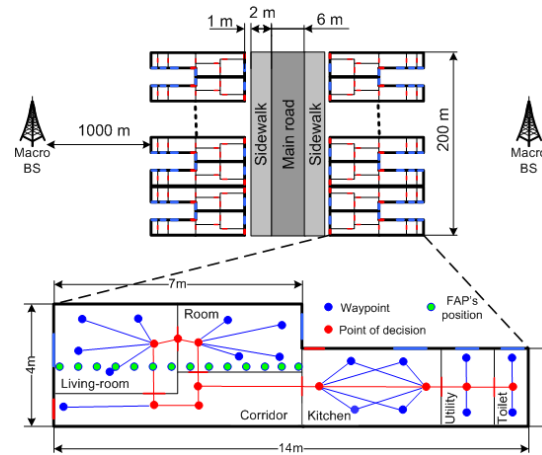 1 m
2 m
6 m
1000 m
Macro
BS
Sidewalk
Main road
Sidewalk
200 m
Macro
BS
7m
4m
Room
Waypoint
FAP's
position
Point of decision
Living-room
Corridor
Kitchen
Utility
Toilet
14m